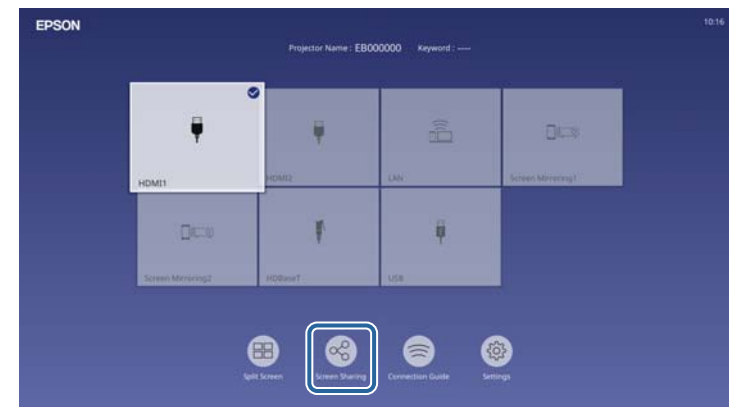 EPSON
10:16
Projector Name : EB000000 Keyword : ----
HDMI1
HDMI2
LAN
Screen Mirroring1
Screen Mirroring2
HDBaseT
USB
Split Screen
Screen Sharing
Connection Guide
Settings